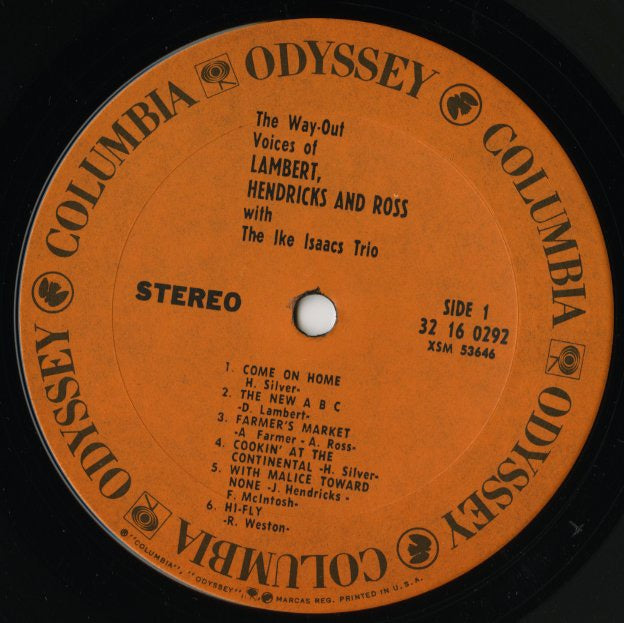 COLUMBIA ODYSSEY COLUMBIA ODYSSEY COLUMBIA ODYSSEY
The Way-Out
Voices of
LAMBERT,
HENDRICKS AND ROSS
with
The Ike Isaacs Trio
STEREO
SIDE 1
32 16 0292
XSM 53646
1. COME ON HOME
H. Silver-
2. THE NEW A B C
-D. Lambert-
3. FARMER'S MARKET
-A Farmer - A. Ross-
4. COOKIN' AT THE
CONTINENTAL -H. Silver-
5. WITH MALICE TOWARD
NONE -J. Hendricks -
F. McIntosh-
6. HI-FLY
-R. Weston-
®"COLUMBIA", "ODYSSEY" MARCAS REG. PRINTED IN U.S.A.